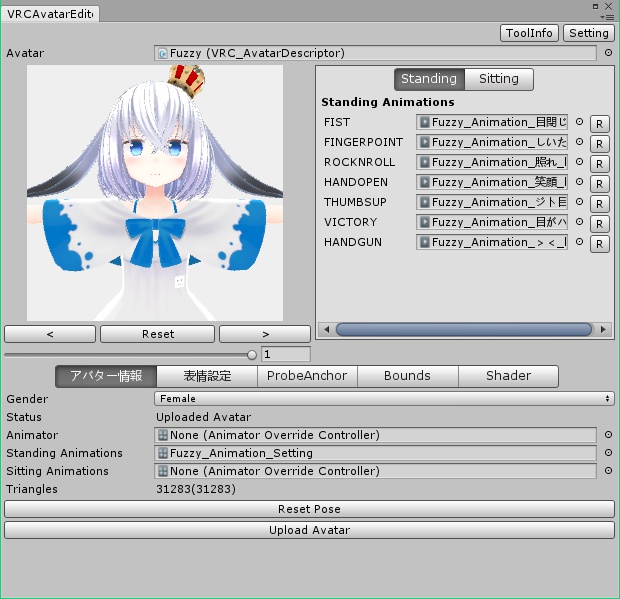 VRCAvatarEdit
ToolInfo Setting
Avatar Fuzzy (VRC_AvatarDescriptor)
Standing Sitting
Standing Animations
FIST Fuzzy_Animation_目閉じ R
FINGERPOINT Fuzzy_Animation_しいた R
ROCKNROLL Fuzzy_Animation_照れ_ R
HANDOPEN Fuzzy_Animation_笑顔_ R
THUMBSUP Fuzzy_Animation_ジト目 R
VICTORY Fuzzy_Animation_目がハ R
HANDGUN Fuzzy_Animation_><_ R
< Reset >
1
アバター情報 表情設定 ProbeAnchor Bounds Shader
Gender Female
Status Uploaded Avatar
Animator None (Animator Override Controller)
Standing Animations Fuzzy_Animation_Setting
Sitting Animations None (Animator Override Controller)
Triangles 31283(31283)
Reset Pose
Upload Avatar